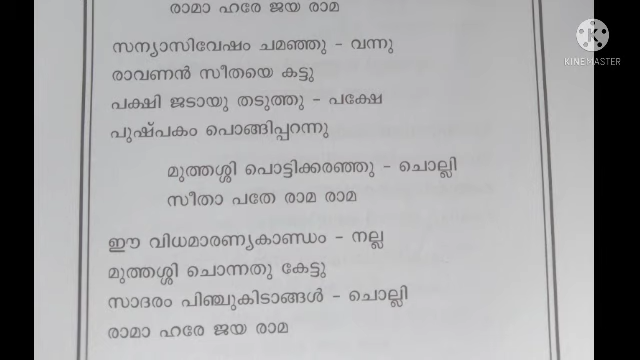 രാമാ ഹരേ ജയ രാമ
സന്യാസിവേഷം ചമഞ്ഞു - വന്നു
രാവണൻ സീതയെ കട്ടു
പക്ഷി ജടായു തടുത്തു - പക്ഷേ
പുഷ്പകം പൊങ്ങിപ്പറന്നു
മുത്തശ്ശി പൊട്ടിക്കരഞ്ഞു - ചൊല്ലി
സീതാ പതേ രാമ രാമ
ഈ വിധമാരണ്യകാണ്ഡം - നല്ല
മുത്തശ്ശി ചൊന്നതു കേട്ടു
സാദരം പിഞ്ചുകിടാങ്ങൾ - ചൊല്ലി
രാമാ ഹരേ ജയ രാമ
KINEMASTER